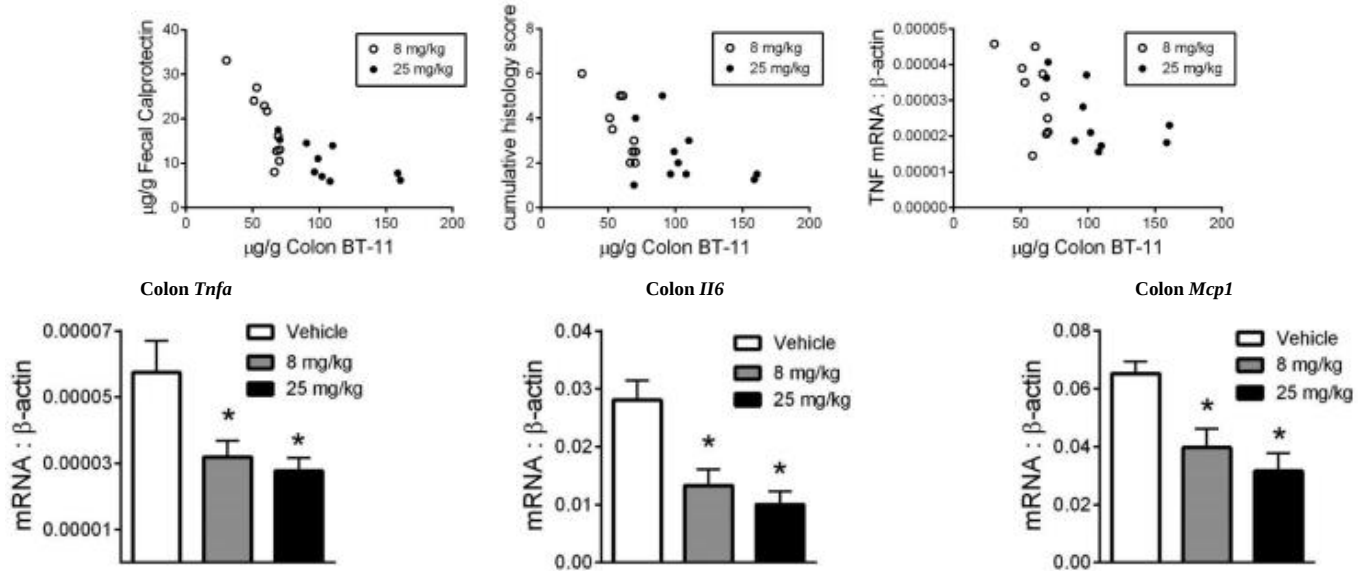 µg/g Fecal Calprotectin
40
30
20
10
0
8 mg/kg
25 mg/kg
0 50 100 150 200
µg/g Colon BT-11
cumulative histology score
8
6
4
2
0
8 mg/kg
25 mg/kg
0 50 100 150 200
µg/g Colon BT-11
TNF mRNA : β-actin
0.00005
0.00004
0.00003
0.00002
0.00001
0.00000
8 mg/kg
25 mg/kg
0 50 100 150 200
µg/g Colon BT-11
Colon Tnfa
mRNA : β-actin
0.00007
0.00005
0.00003
0.00001
Vehicle
8 mg/kg
25 mg/kg
* *
Colon Il6
mRNA : β-actin
0.04
0.03
0.02
0.01
0.00
Vehicle
8 mg/kg
25 mg/kg
* *
Colon Mcp1
mRNA : β-actin
0.08
0.06
0.04
0.02
0.00
Vehicle
8 mg/kg
25 mg/kg
* *